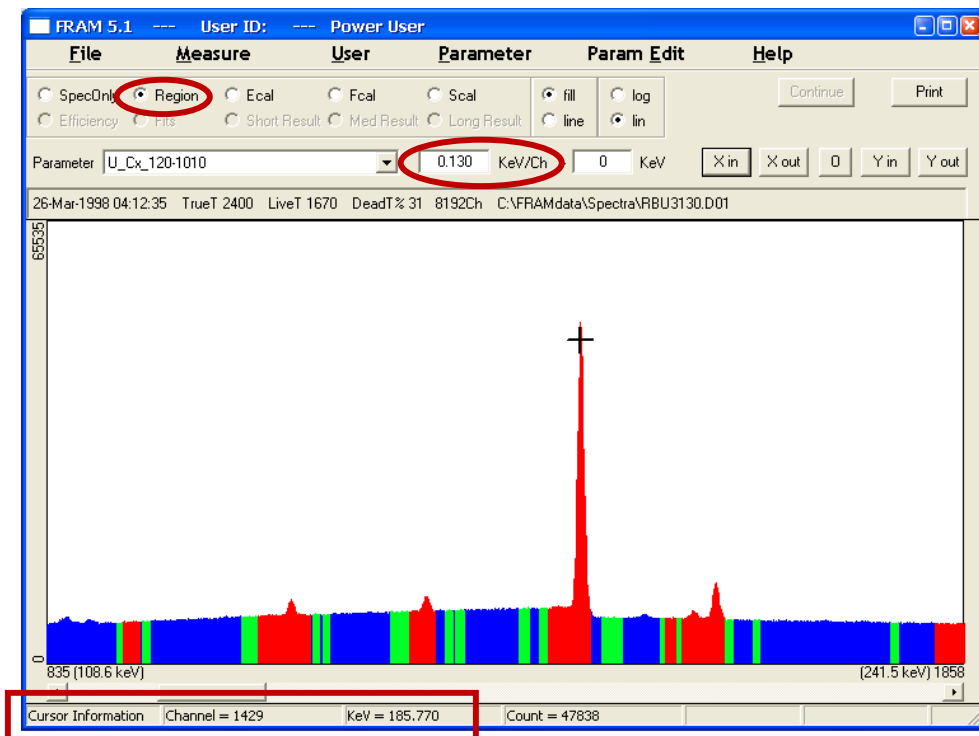 FRAM 5.1 --- User ID: --- Power User
File Measure User Parameter Param Edit Help
SpecOnly Region Ecal Fcal Scal fill log Continue Print
Efficiency Fits Short Result Med Result Long Result line lin
Parameter U_Cx_120-1010 0.130 KeV/Ch 0 KeV X in X out 0 Y in Y out
26-Mar-1998 04:12:35 TrueT 2400 LiveT 1670 DeadT% 31 8192Ch C:\FRAMdata\Spectra\RBU3130.D01
65535
0
835 (108.6 keV) (241.5 keV) 1858
Cursor Information Channel = 1429 KeV = 185.770 Count = 47838